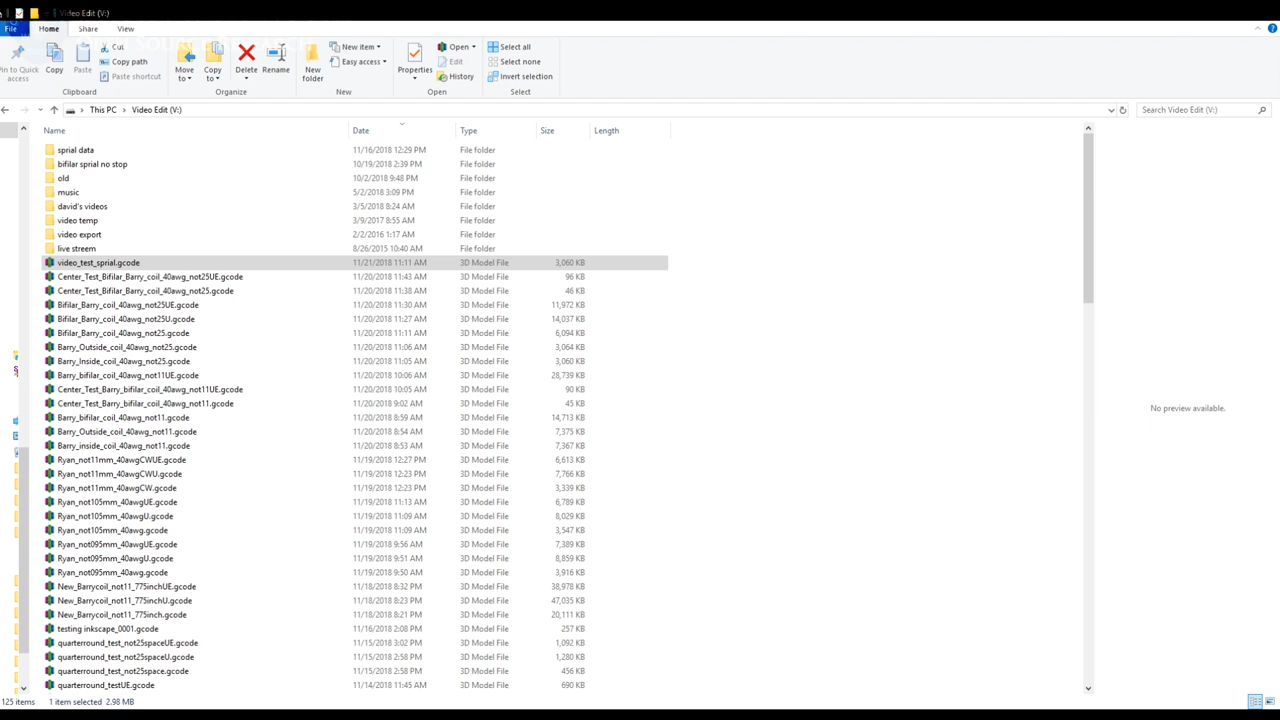 Video Edit (V:)
File Home Share View
Pin to Quick access Copy Paste Cut Copy path Paste shortcut Move to Copy to Delete Rename New folder New item Easy access Properties Open Edit History Select all Select none Invert selection
Clipboard Organize New Open Select
This PC Video Edit (V:) Search Video Edit (V:)
Name Date Type Size Length
sprial data 11/16/2018 12:29 PM File folder
bifilar sprial no stop 10/19/2018 2:39 PM File folder
old 10/2/2018 9:48 PM File folder
music 5/2/2018 3:09 PM File folder
david's videos 3/5/2018 8:24 AM File folder
video temp 3/9/2017 8:55 AM File folder
video export 2/2/2016 1:17 AM File folder
live streem 8/26/2015 10:40 AM File folder
video_test_sprial.gcode 11/21/2018 11:11 AM 3D Model File 3,060 KB
Center_Test_Bifilar_Barry_coil_40awg_not25UE.gcode 11/20/2018 11:43 AM 3D Model File 96 KB
Center_Test_Bifilar_Barry_coil_40awg_not25.gcode 11/20/2018 11:38 AM 3D Model File 46 KB
Bifilar_Barry_coil_40awg_not25UE.gcode 11/20/2018 11:30 AM 3D Model File 11,972 KB
Bifilar_Barry_coil_40awg_not25U.gcode 11/20/2018 11:29 AM 3D Model File 14,037 KB
Bifilar_Barry_coil_40awg_not25.gcode 11/20/2018 11:11 AM 3D Model File 6,094 KB
Barry_Outside_coil_40awg_not25.gcode 11/20/2018 11:06 AM 3D Model File 3,064 KB
Barry_Inside_coil_40awg_not25.gcode 11/20/2018 11:05 AM 3D Model File 3,060 KB
Barry_bifilar_coil_40awg_not11UE.gcode 11/20/2018 10:06 AM 3D Model File 28,739 KB
Center_Test_Barry_bifilar_coil_40awg_not11UE.gcode 11/20/2018 10:05 AM 3D Model File 90 KB
Center_Test_Barry_bifilar_coil_40awg_not11.gcode 11/20/2018 9:02 AM 3D Model File 45 KB
Barry_bifilar_coil_40awg_not11.gcode 11/20/2018 8:59 AM 3D Model File 14,713 KB
Barry_Outside_coil_40awg_not11.gcode 11/20/2018 8:54 AM 3D Model File 7,375 KB
Barry_inside_coil_40awg_not11.gcode 11/20/2018 8:53 AM 3D Model File 7,367 KB
Ryan_not11mm_40awgCWUE.gcode 11/19/2018 12:27 PM 3D Model File 6,613 KB
Ryan_not11mm_40awgCWU.gcode 11/19/2018 12:23 PM 3D Model File 7,766 KB
Ryan_not11mm_40awgCW.gcode 11/19/2018 12:23 PM 3D Model File 3,339 KB
Ryan_not105mm_40awgUE.gcode 11/19/2018 11:13 AM 3D Model File 6,789 KB
Ryan_not105mm_40awgU.gcode 11/19/2018 11:09 AM 3D Model File 8,029 KB
Ryan_not105mm_40awg.gcode 11/19/2018 11:09 AM 3D Model File 3,547 KB
Ryan_not095mm_40awgUE.gcode 11/19/2018 9:56 AM 3D Model File 7,389 KB
Ryan_not095mm_40awgU.gcode 11/19/2018 9:51 AM 3D Model File 8,859 KB
Ryan_not095mm_40awg.gcode 11/19/2018 9:50 AM 3D Model File 3,916 KB
New_Barrycoil_not11_775inchUE.gcode 11/18/2018 8:32 PM 3D Model File 38,978 KB
New_Barrycoil_not11_775inchU.gcode 11/18/2018 8:23 PM 3D Model File 47,035 KB
New_Barrycoil_not11_775inch.gcode 11/18/2018 8:21 PM 3D Model File 20,111 KB
testing inkscape_0001.gcode 11/16/2018 2:08 PM 3D Model File 257 KB
quarterround_test_not25spaceUE.gcode 11/15/2018 3:02 PM 3D Model File 1,092 KB
quarterround_test_not25spaceU.gcode 11/15/2018 2:58 PM 3D Model File 1,280 KB
quarterround_test_not25space.gcode 11/15/2018 2:58 PM 3D Model File 456 KB
quarterround_testUE.gcode 11/14/2018 11:45 AM 3D Model File 690 KB
No preview available.
125 items 1 item selected 2.98 MB